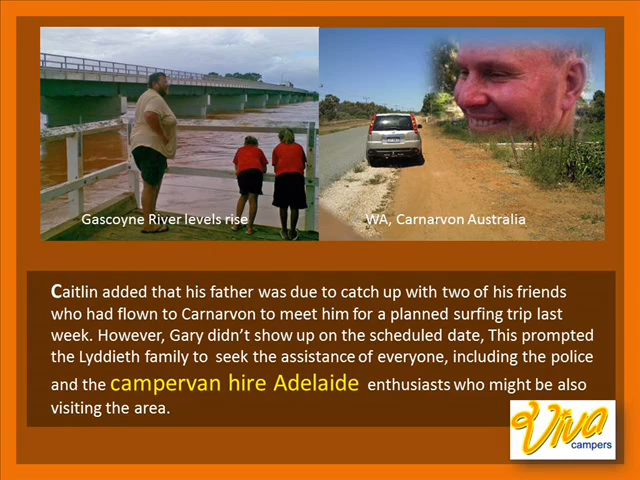 Gascoyne River levels rise
WA, Carnarvon Australia
Caitlin added that his father was due to catch up with two of his friends
who had flown to Carnarvon to meet him for a planned surfing trip last
week. However, Gary didn't show up on the scheduled date, This prompted
the Lyddieth family to seek the assistance of everyone, including the police
and the campervan hire Adelaide enthusiasts who might be also
visiting the area.
Viva
campers